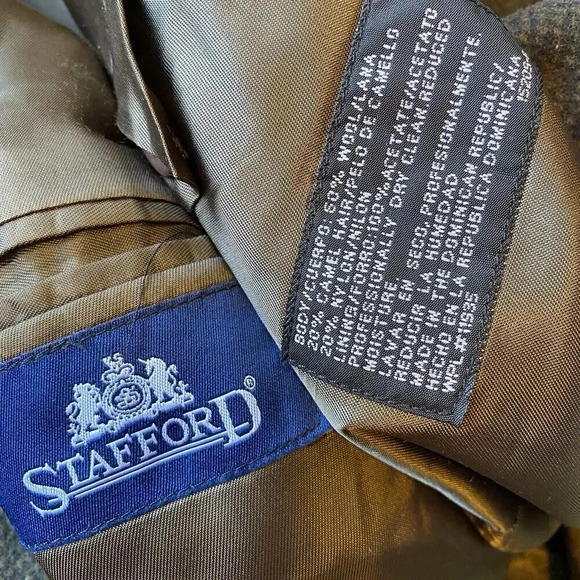 STAFFORD®
BODY/CUERPO 60% WOOL/LANA
20% CAMEL HAIR/PELO DE CAMELLO
20% NYLON/NILON
LINING/FORRO 100% ACETATE/ACETATO
PROFESSIONALLY DRY CLEAN.REDUCED
MOISTURE
LAVAR EN SECO, PROFESIONALMENTE.
REDUCIR LA HUMEDAD
MADE IN THE DOMINICAN REPUBLIC/
HECHO EN LA REPUBLICA DOMINICANA
WPL#11935